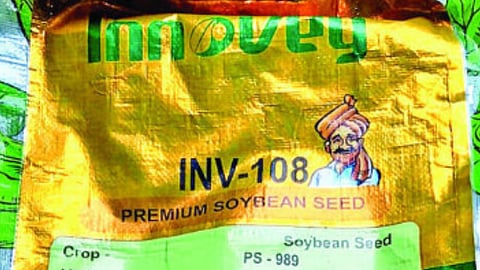 Innoveg
INV-108
PREMIUM SOYBEAN SEED
Crop - Soybean Seed
PS - 989